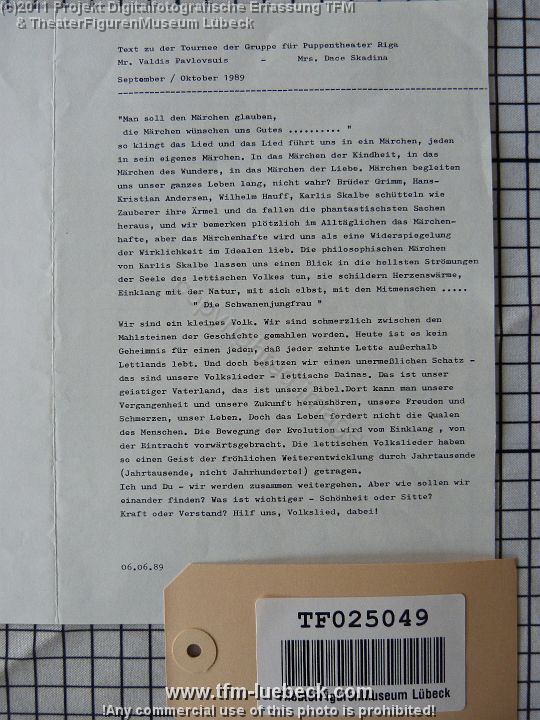 (c)2011 Projekt Digitalfotografische Erfassung TFM
& TheaterFigurenMuseum Lübeck
Text zu der Tournee der Gruppe für Puppentheater Riga
Mr. Valdis Pavlovsuis - Mrs. Dace Skadina
September / Oktober 1989
"Man soll den Märchen glauben,
die Märchen wünschen uns Gutes .......... "
so klingt das Lied und das Lied führt uns in ein Märchen, jeden
in sein eigenes Märchen. In das Märchen der Kindheit, in das
Märchen des Wunders, in das Märchen der Liebe. Märchen begleiten
uns unser ganzes Leben lang, nicht wahr? Brüder Grimm, Hans-
Kristian Andersen, Wilhelm Hauff, Karlis Skalbe schütteln wie
Zauberer ihre Ärmel und da fallen die phantastischsten Sachen
heraus, und wir bemerken plötzlich im Alltäglichen das Märchen-
hafte, aber das Märchenhafte wird uns als eine Widerspiegelung
der Wirklichkeit im Idealen lieb. Die philosophischen Märchen
von Karlis Skalbe lassen uns einen Blick in die hellsten Strömungen
der Seele des lettischen Volkes tun, sie schildern Herzenswärme,
Einklang mit der Natur, mit sich elbst, mit den Mitmenschen .....
" Die Schwanenjungfrau "
Wir sind ein kleines Volk. Wir sind schmerzlich zwischen den
Mahlsteinen der Geschichte gemahlen worden. Heute ist es kein
Geheimnis für einen jeden, daß jeder zehnte Lette außerhalb
Lettlands lebt. Und doch besitzen wir einen unermeßlichen Schatz -
das sind unsere Volkslieder - lettische Dainas. Das ist unser
geistiger Vaterland, das ist unsere Bibel.Dort kann man unsere
Vergangenheit und unsere Zukunft heraushören, unsere Freuden und
Schmerzen, unser Leben. Doch das Leben fordert nicht die Qualen
des Menschen. Die Bewegung der Evolution wird vom Einklang , von
der Eintracht vorwärtsgebracht. Die lettischen Volkslieder haben
so einen Geist der fröhlichen Weiterentwicklung durch Jahrtausende
(Jahrtausende, nicht Jahrhunderte!) getragen.
Ich und Du - wir werden zusammen weitergehen. Aber wie sollen wir
einander finden? Was ist wichtiger - Schönheit oder Sitte?
Kraft oder Verstand? Hilf uns, Volkslied, dabei!
06.06.89
TF025049
TheaterFigurenMuseum Lübeck
www.tfm-luebeck.com
!Any commercial use of this photo is prohibited!